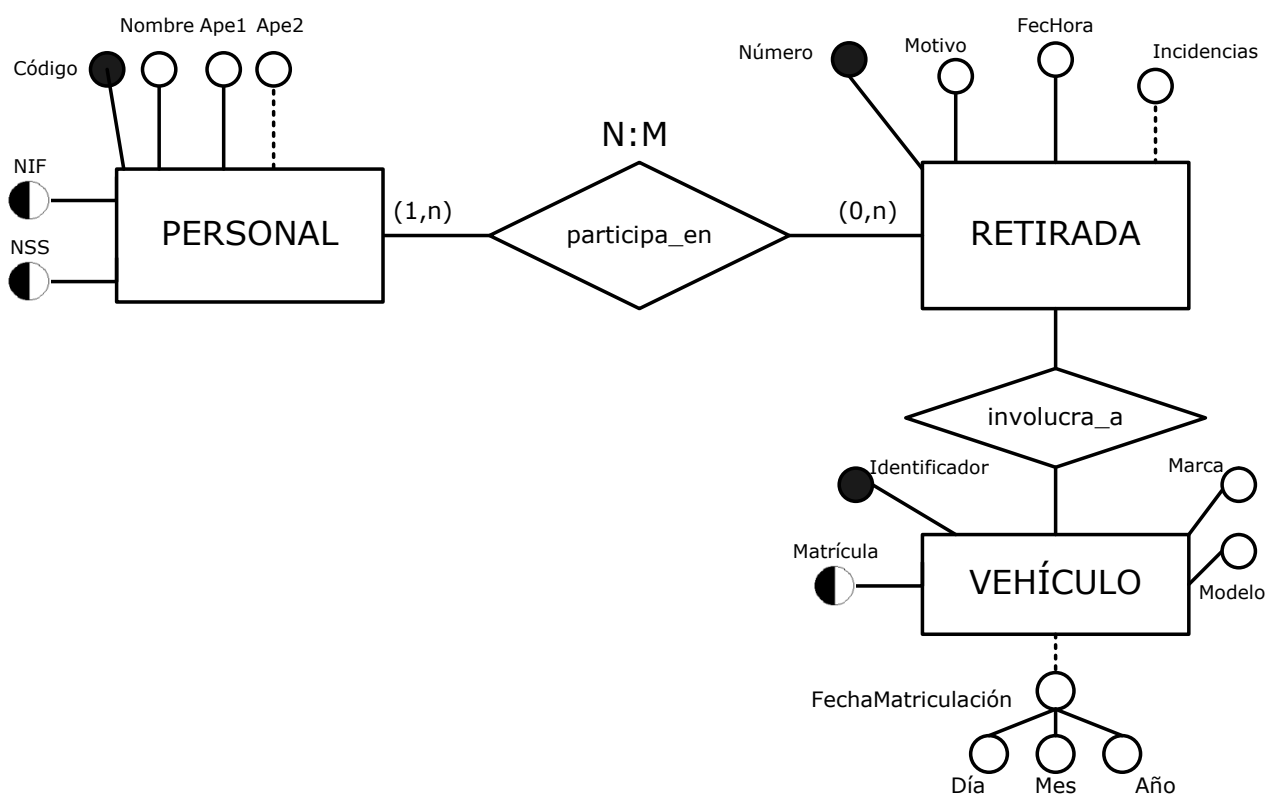 Nombre Ape1 Ape2
Código
NIF
NSS
PERSONAL
(1,n)
N:M
participa_en
(0,n)
Número
Motivo
FecHora
Incidencias
RETIRADA
involucra_a
Identificador
Marca
Matrícula
VEHÍCULO
Modelo
FechaMatriculación
Día
Mes
Año